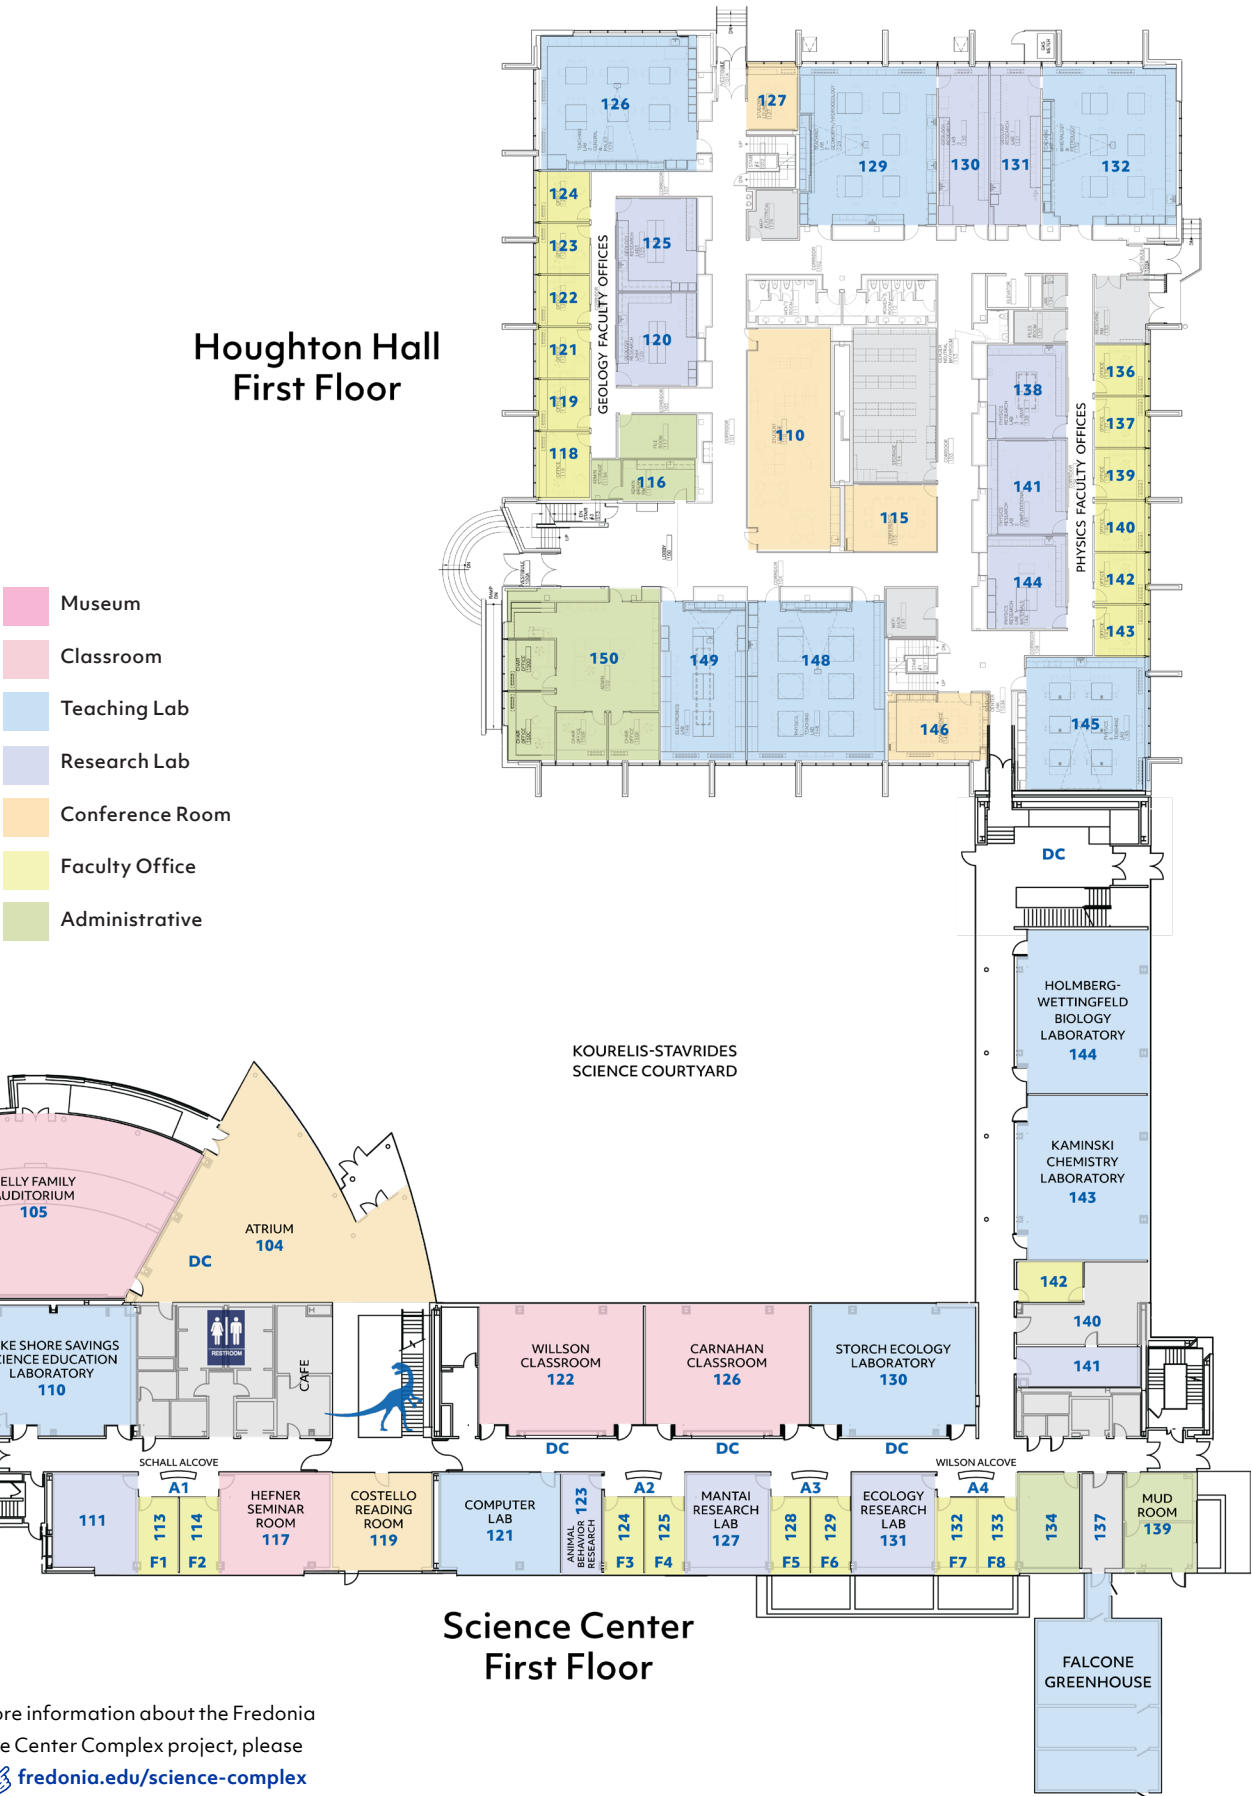 Houghton Hall
First Floor
126
127
129
130
131
132
124
123
122
121
119
118
GEOLOGY FACULTY OFFICES
125
120
116
110
115
138
141
144
PHYSICS FACULTY OFFICES
136
137
139
140
142
143
150
149
148
146
145
Museum
Classroom
Teaching Lab
Research Lab
Conference Room
Faculty Office
Administrative
DC
HOLMBERG-
WETTINGFELD
BIOLOGY
LABORATORY
144
KOURELIS-STAVRIDES
SCIENCE COURTYARD
KAMINSKI
CHEMISTRY
LABORATORY
143
ELLY FAMILY
AUDITORIUM
105
ATRIUM
104
DC
142
140
141
KE SHORE SAVINGS
CIENCE EDUCATION
LABORATORY
110
RESTROOM
CAFE
WILLSON
CLASSROOM
122
CARNAHAN
CLASSROOM
126
STORCH ECOLOGY
LABORATORY
130
DC
DC
DC
SCHALL ALCOVE
WILSON ALCOVE
A1
A2
A3
A4
111
113
F1
114
F2
HEFNER
SEMINAR
ROOM
117
COSTELLO
READING
ROOM
119
COMPUTER
LAB
121
ANIMAL
BEHAVIOR
RESEARCH
123
124
F3
125
F4
MANTAI
RESEARCH
LAB
127
128
F5
129
F6
ECOLOGY
RESEARCH
LAB
131
132
F7
133
F8
134
137
MUD
ROOM
139
Science Center
First Floor
FALCONE
GREENHOUSE
ore information about the Fredonia
e Center Complex project, please
fredonia.edu/science-complex